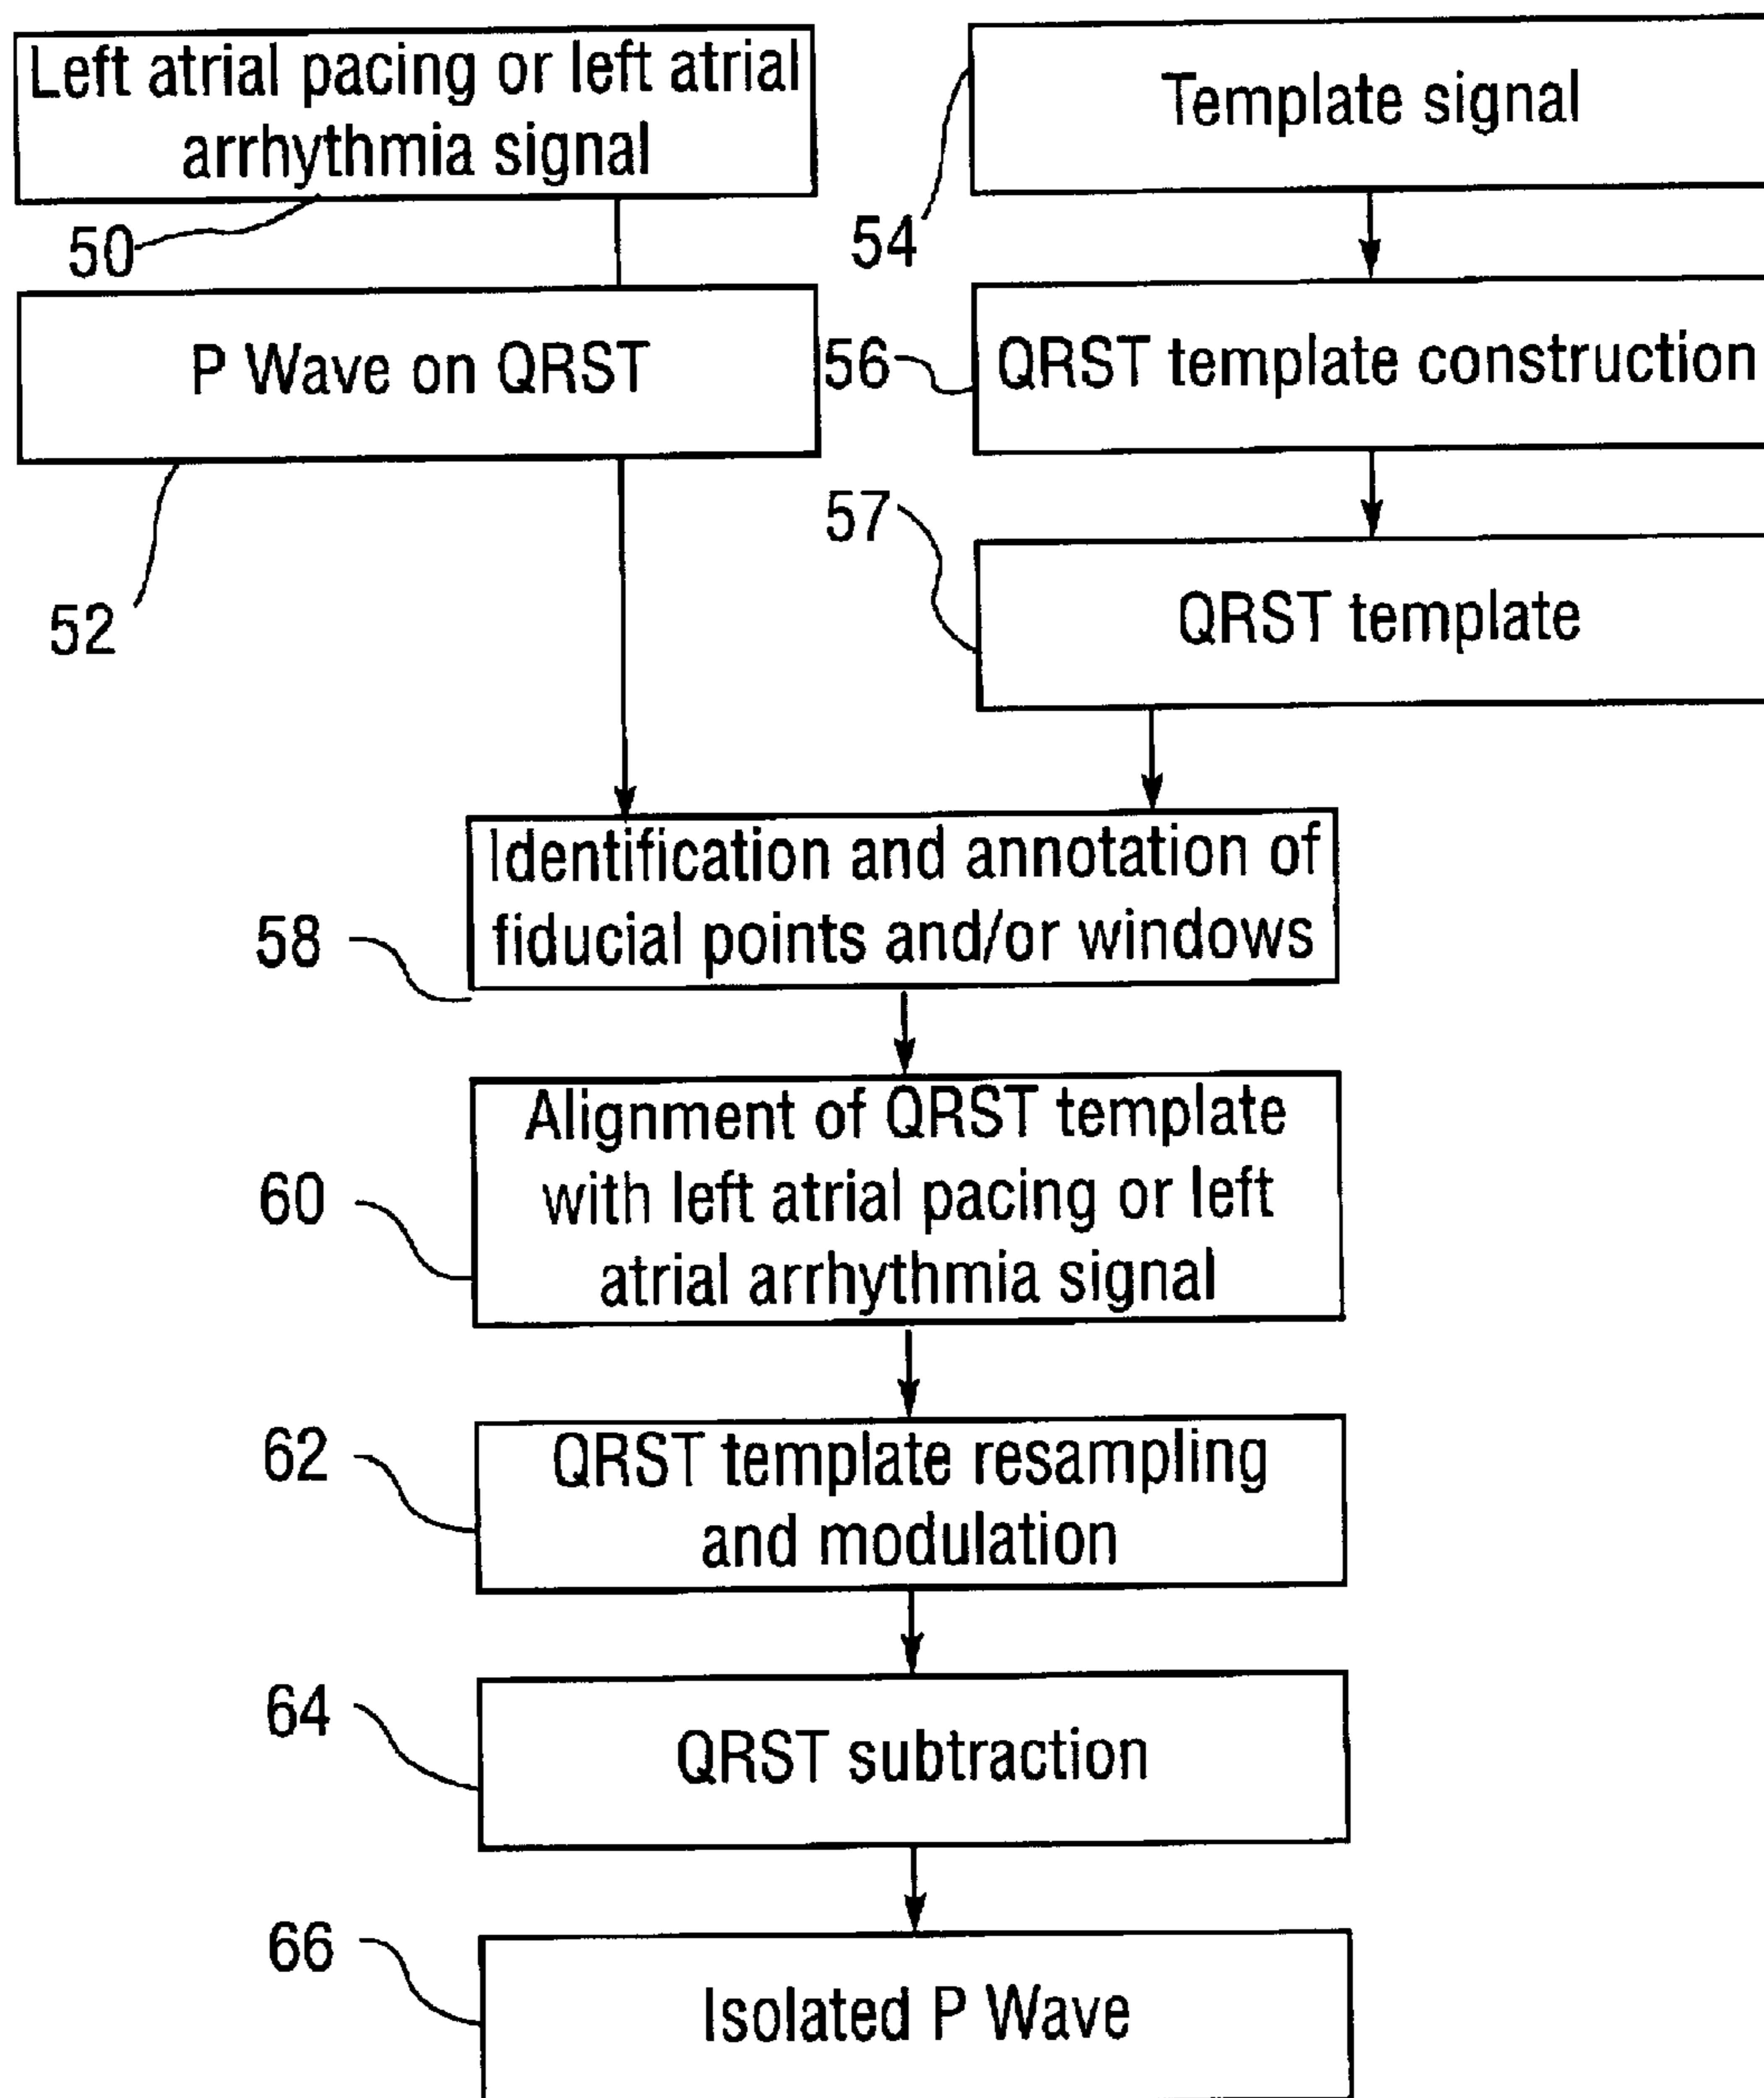 Left atrial pacing or left atrial
arrhythmia signal
50
P Wave on QRST
52
Template signal
54
56
QRST template construction
57
QRST template
Identification and annotation of
fiducial points and/or windows
58
Alignment of QRST template
with left atrial pacing or left
atrial arrhythmia signal
60
62
QRST template resampling
and modulation
64
QRST subtraction
66
Isolated P Wave